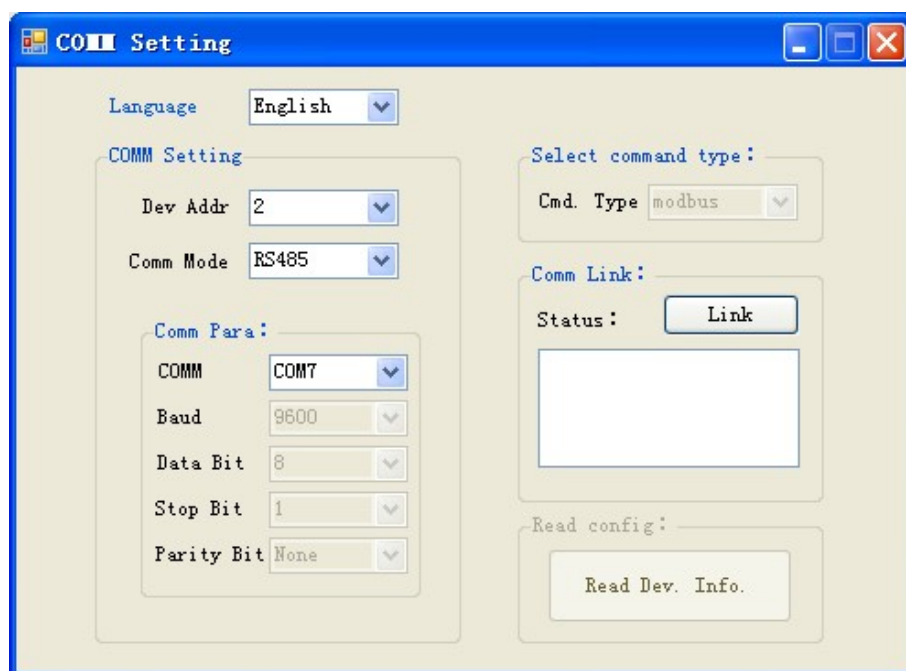 COMM Setting
Language English
COMM Setting
Dev Addr 2
Comm Mode RS485
Comm Para:
COMM COM7
Baud 9600
Data Bit 8
Stop Bit 1
Parity Bit None
Select command type:
Cmd. Type modbus
Comm Link:
Status: Link
Read config:
Read Dev. Info.